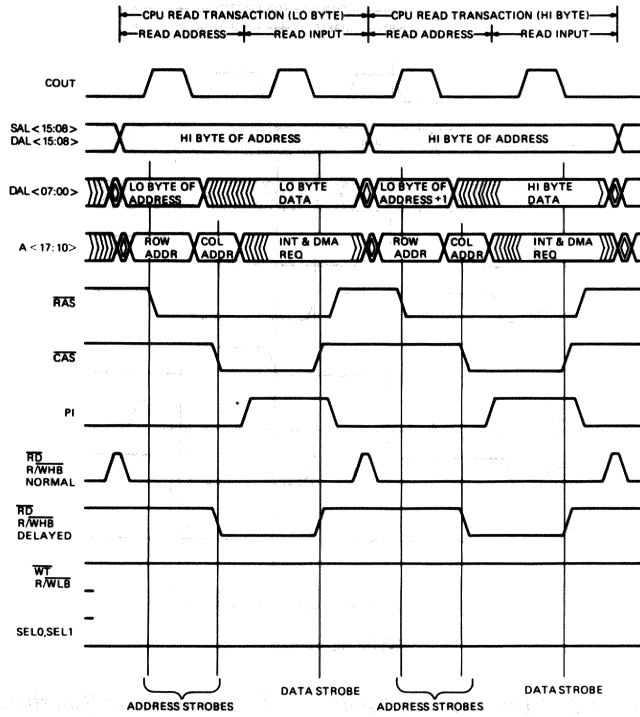 CPU READ TRANSACTION (LO BYTE)
CPU READ TRANSACTION (HI BYTE)
READ ADDRESS
READ INPUT
READ ADDRESS
READ INPUT
COUT
SAL<15:08>
DAL<15:08>
HI BYTE OF ADDRESS
HI BYTE OF ADDRESS
DAL<07:00>
LO BYTE OF
ADDRESS
LO BYTE
DATA
LO BYTE OF
ADDRESS +1
HI BYTE
DATA
A <17:10>
ROW
ADDR
COL
ADDR
INT & DMA
REQ
ROW
ADDR
COL
ADDR
INT & DMA
REQ
RAS
CAS
PI
RD
R/WHB
NORMAL
RD
R/WHB
DELAYED
WT
R/WLB
SEL0,SEL1
ADDRESS STROBES
DATA STROBE
ADDRESS STROBES
DATA STROBE